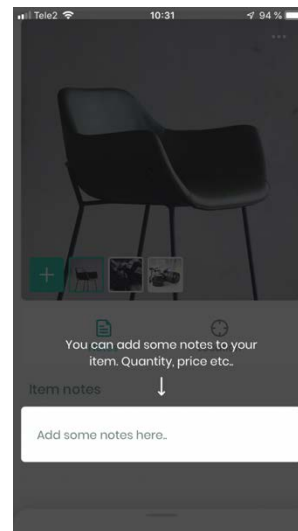 Tele2 10:31 94 %
You can add some notes to your
item. Quantity, price etc..
Item notes
Add some notes here..